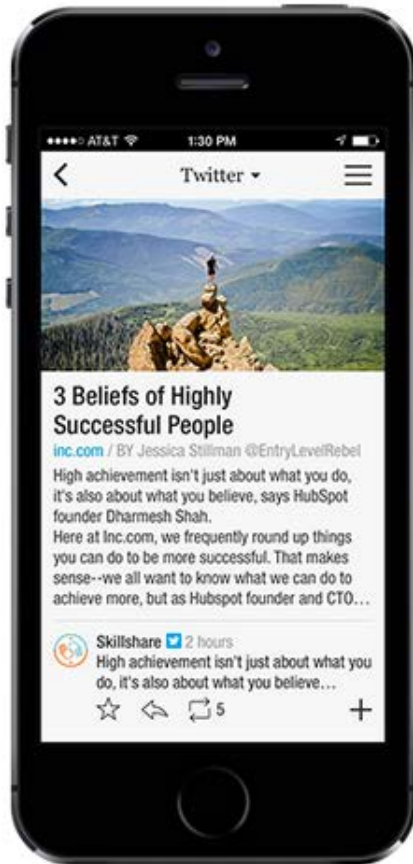 AT&T 1:30 PM
Twitter
3 Beliefs of Highly
Successful People
inc.com / BY Jessica Stillman @EntryLevelRebel
High achievement isn't just about what you do,
it's also about what you believe, says HubSpot
founder Dharmesh Shah.
Here at Inc.com, we frequently round up things
you can do to be more successful. That makes
sense--we all want to know what we can do to
achieve more, but as Hubspot founder and CTO...
Skillshare 2 hours
High achievement isn't just about what you
do, it's also about what you believe...
5